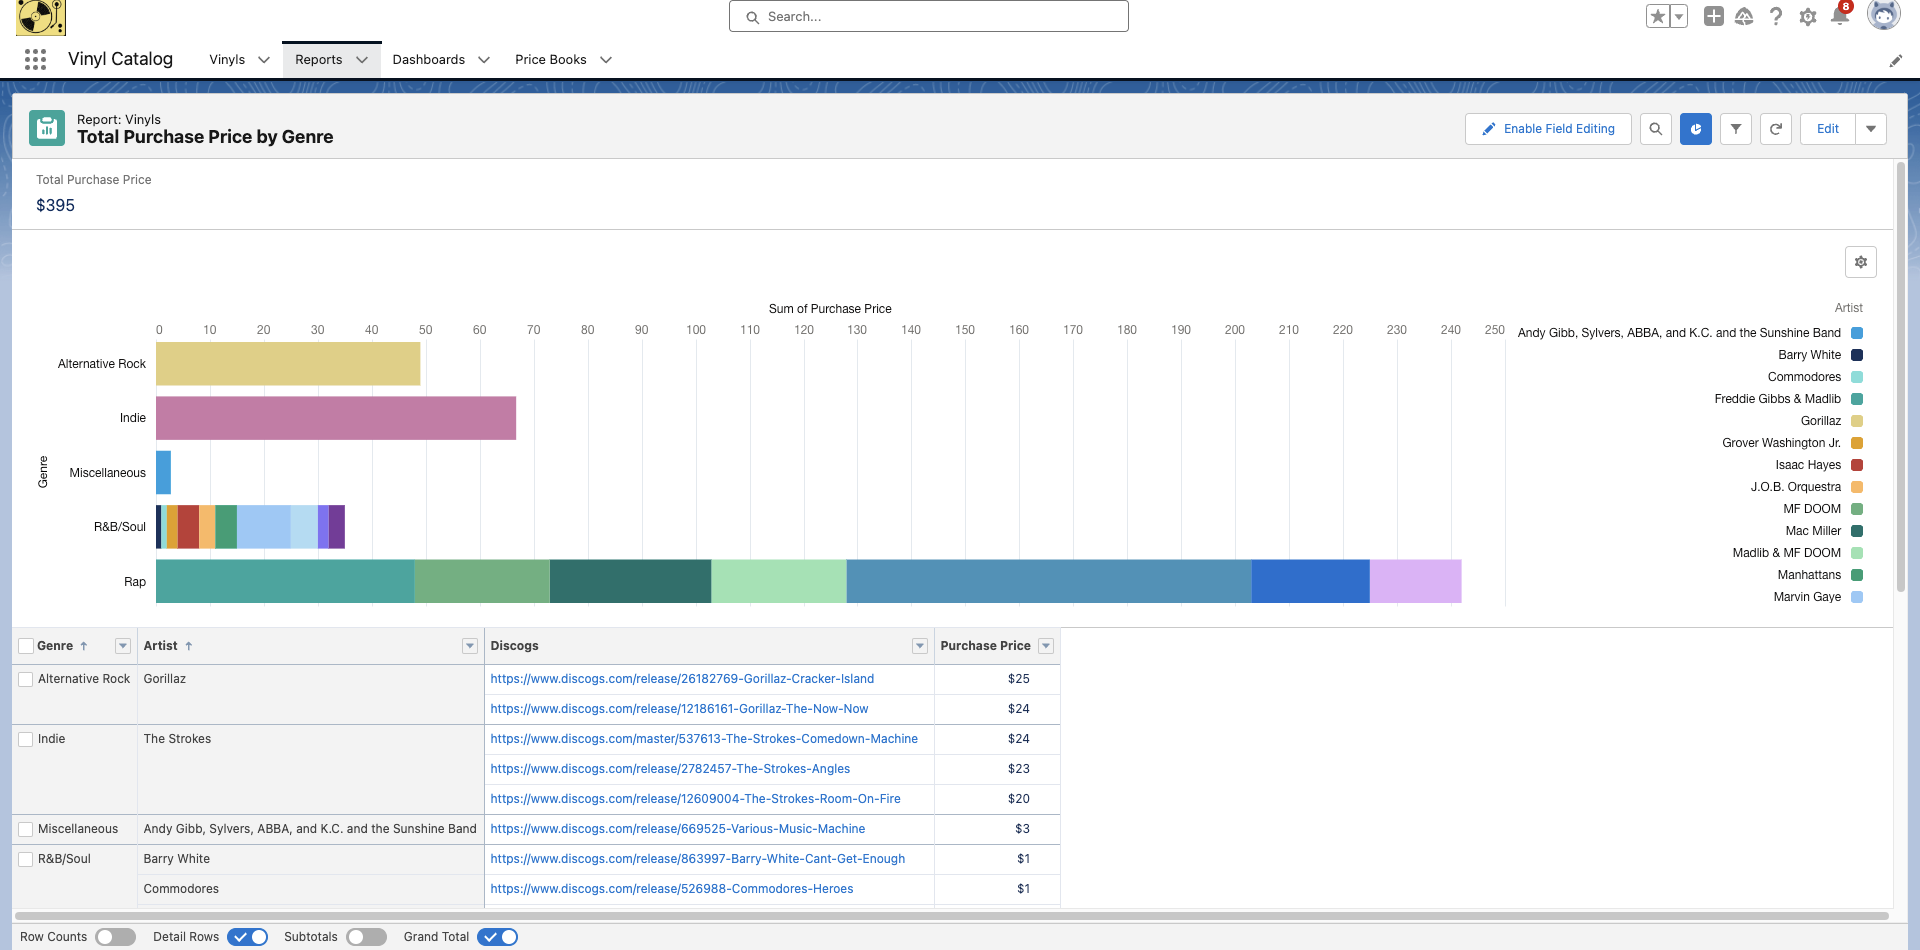 Search...
8
Vinyl Catalog
Vinyls
Reports
Dashboards
Price Books
Report: Vinyls
Total Purchase Price by Genre
Enable Field Editing
Edit
Total Purchase Price
$395
Sum of Purchase Price
0 10 20 30 40 50 60 70 80 90 100 110 120 130 140 150 160 170 180 190 200 210 220 230 240 250
Genre
Alternative Rock
Indie
Miscellaneous
R&B/Soul
Rap
Artist
Andy Gibb, Sylvers, ABBA, and K.C. and the Sunshine Band
Barry White
Commodores
Freddie Gibbs & Madlib
Gorillaz
Grover Washington Jr.
Isaac Hayes
J.O.B. Orquestra
MF DOOM
Mac Miller
Madlib & MF DOOM
Manhattans
Marvin Gaye
Genre ↑ Artist ↑ Discogs Purchase Price
Alternative Rock Gorillaz https://www.discogs.com/release/26182769-Gorillaz-Cracker-Island $25
https://www.discogs.com/release/12186161-Gorillaz-The-Now-Now $24
Indie The Strokes https://www.discogs.com/master/537613-The-Strokes-Comedown-Machine $24
https://www.discogs.com/release/2782457-The-Strokes-Angles $23
https://www.discogs.com/release/12609004-The-Strokes-Room-On-Fire $20
Miscellaneous Andy Gibb, Sylvers, ABBA, and K.C. and the Sunshine Band https://www.discogs.com/release/669525-Various-Music-Machine $3
R&B/Soul Barry White https://www.discogs.com/release/863997-Barry-White-Cant-Get-Enough $1
Commodores https://www.discogs.com/release/526988-Commodores-Heroes $1
Row Counts Detail Rows Subtotals Grand Total